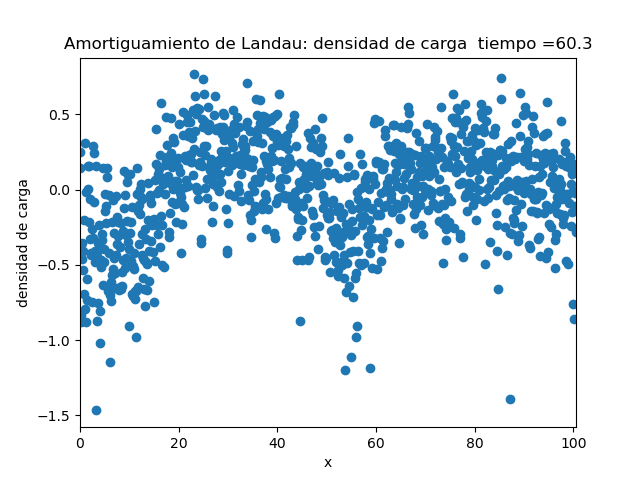 Amortiguamiento de Landau: densidad de carga  tiempo =60.3
densidad de carga
0.5
0.0
−0.5
−1.0
−1.5
0 20 40 60 80 100
x